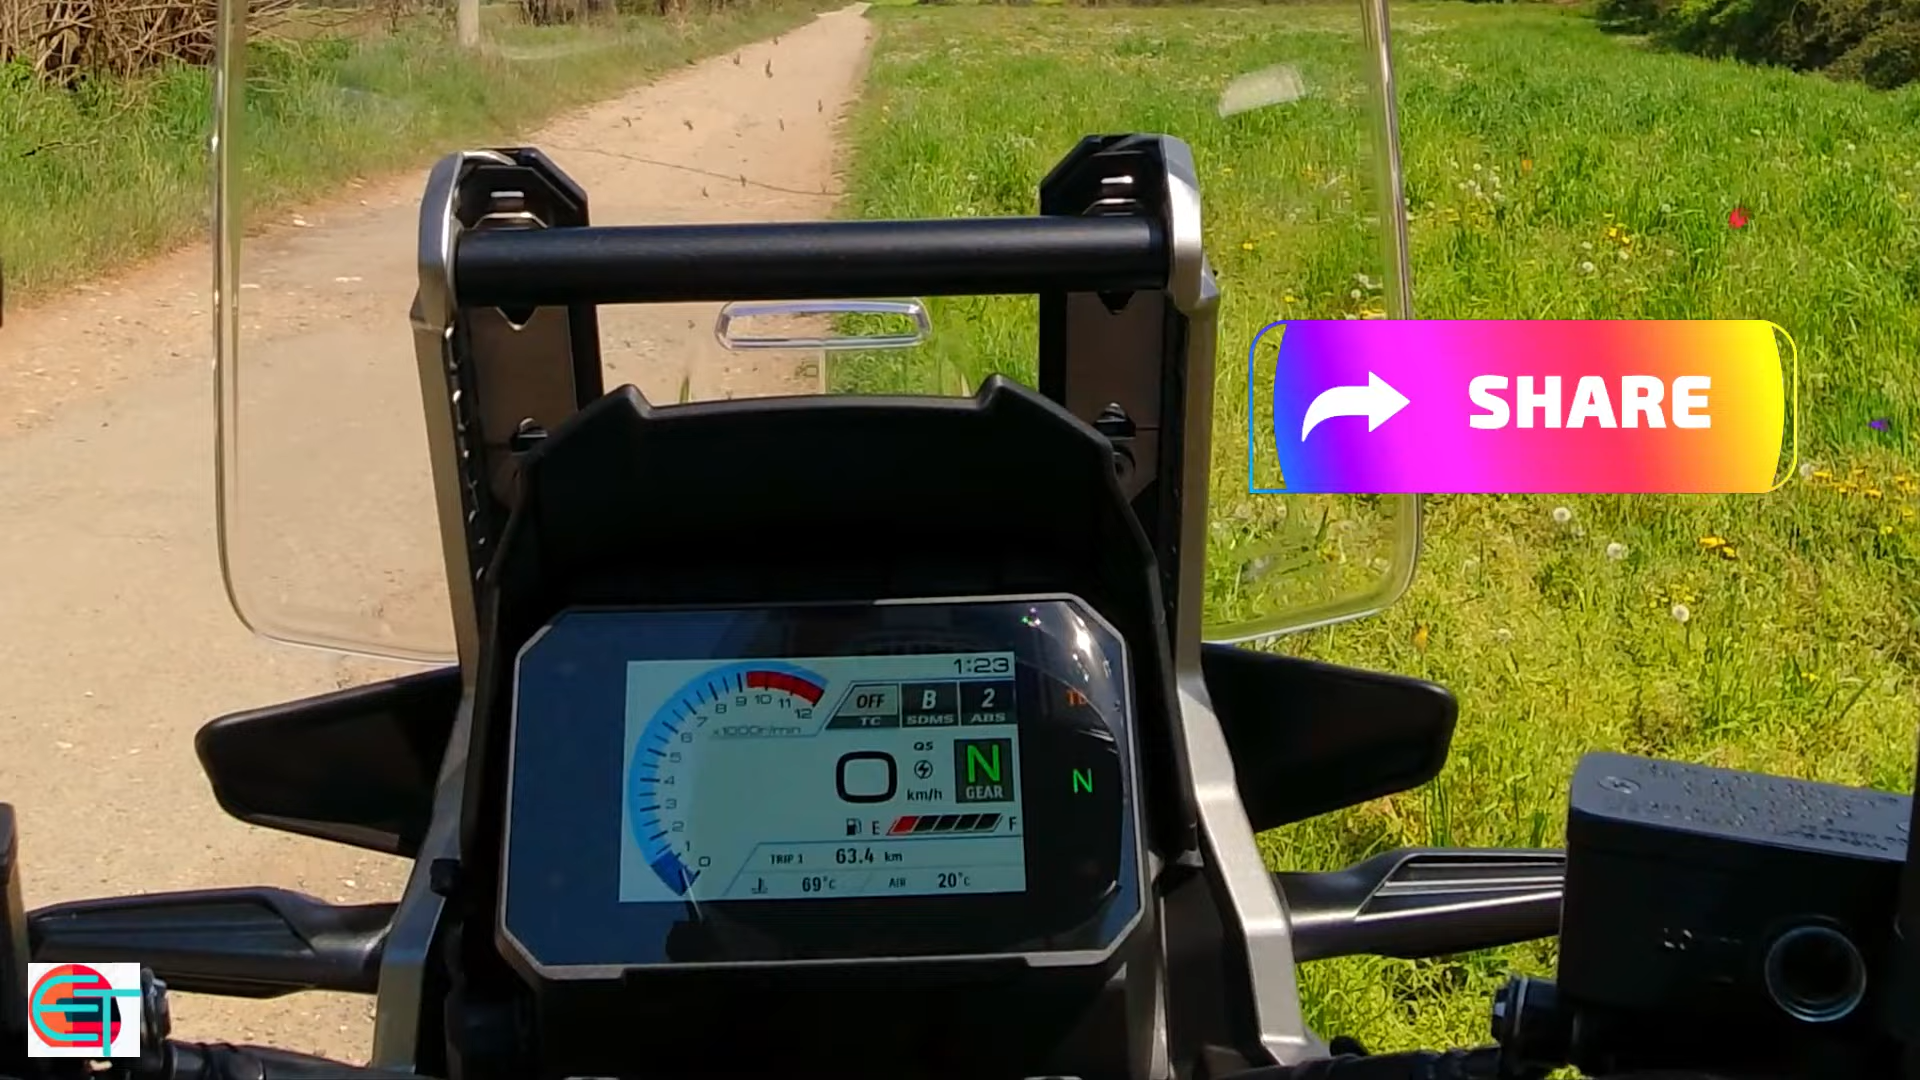 SHARE
1:23
OFF B 2
TC SDMS ABS
12 11 10 9 8 7 6 5 4 3 2 1 0
x1000r/min
0 km/h
QS
N
GEAR
N
E F
TRIP 1 63.4 km
69°C AIR 20°C
ET